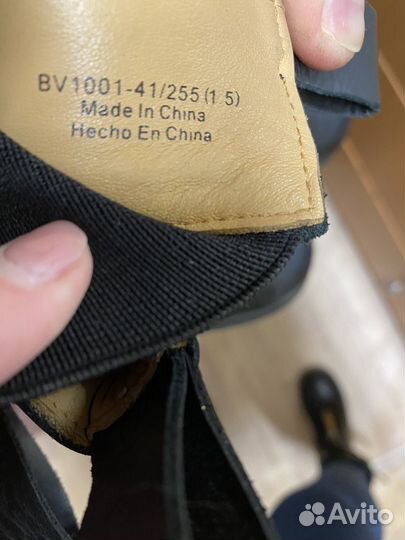 BV1001-41/255(1.5)
Made In China
Hecho En China
Avito